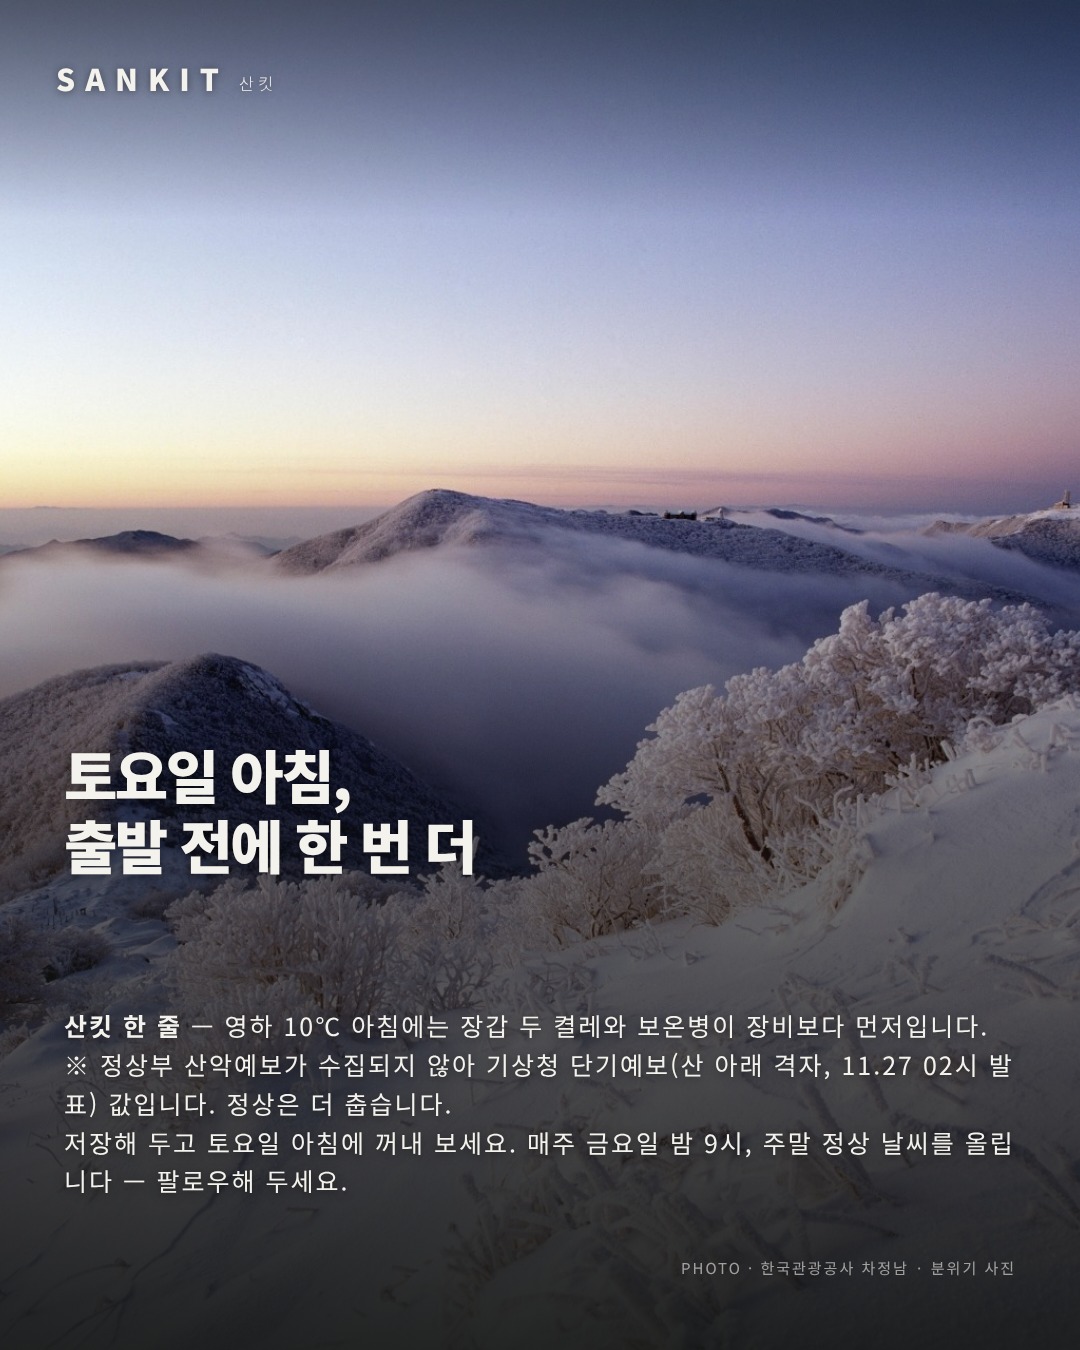 SANKIT 산킷
토요일 아침,
출발 전에 한 번 더
산킷 한 줄 — 영하 10℃ 아침에는 장갑 두 켤레와 보온병이 장비보다 먼저입니다.
※ 정상부 산악예보가 수집되지 않아 기상청 단기예보(산 아래 격자, 11.27 02시 발
표) 값입니다. 정상은 더 춥습니다.
저장해 두고 토요일 아침에 꺼내 보세요. 매주 금요일 밤 9시, 주말 정상 날씨를 올립
니다 — 팔로우해 두세요.
PHOTO · 한국관광공사 차정남 · 분위기 사진